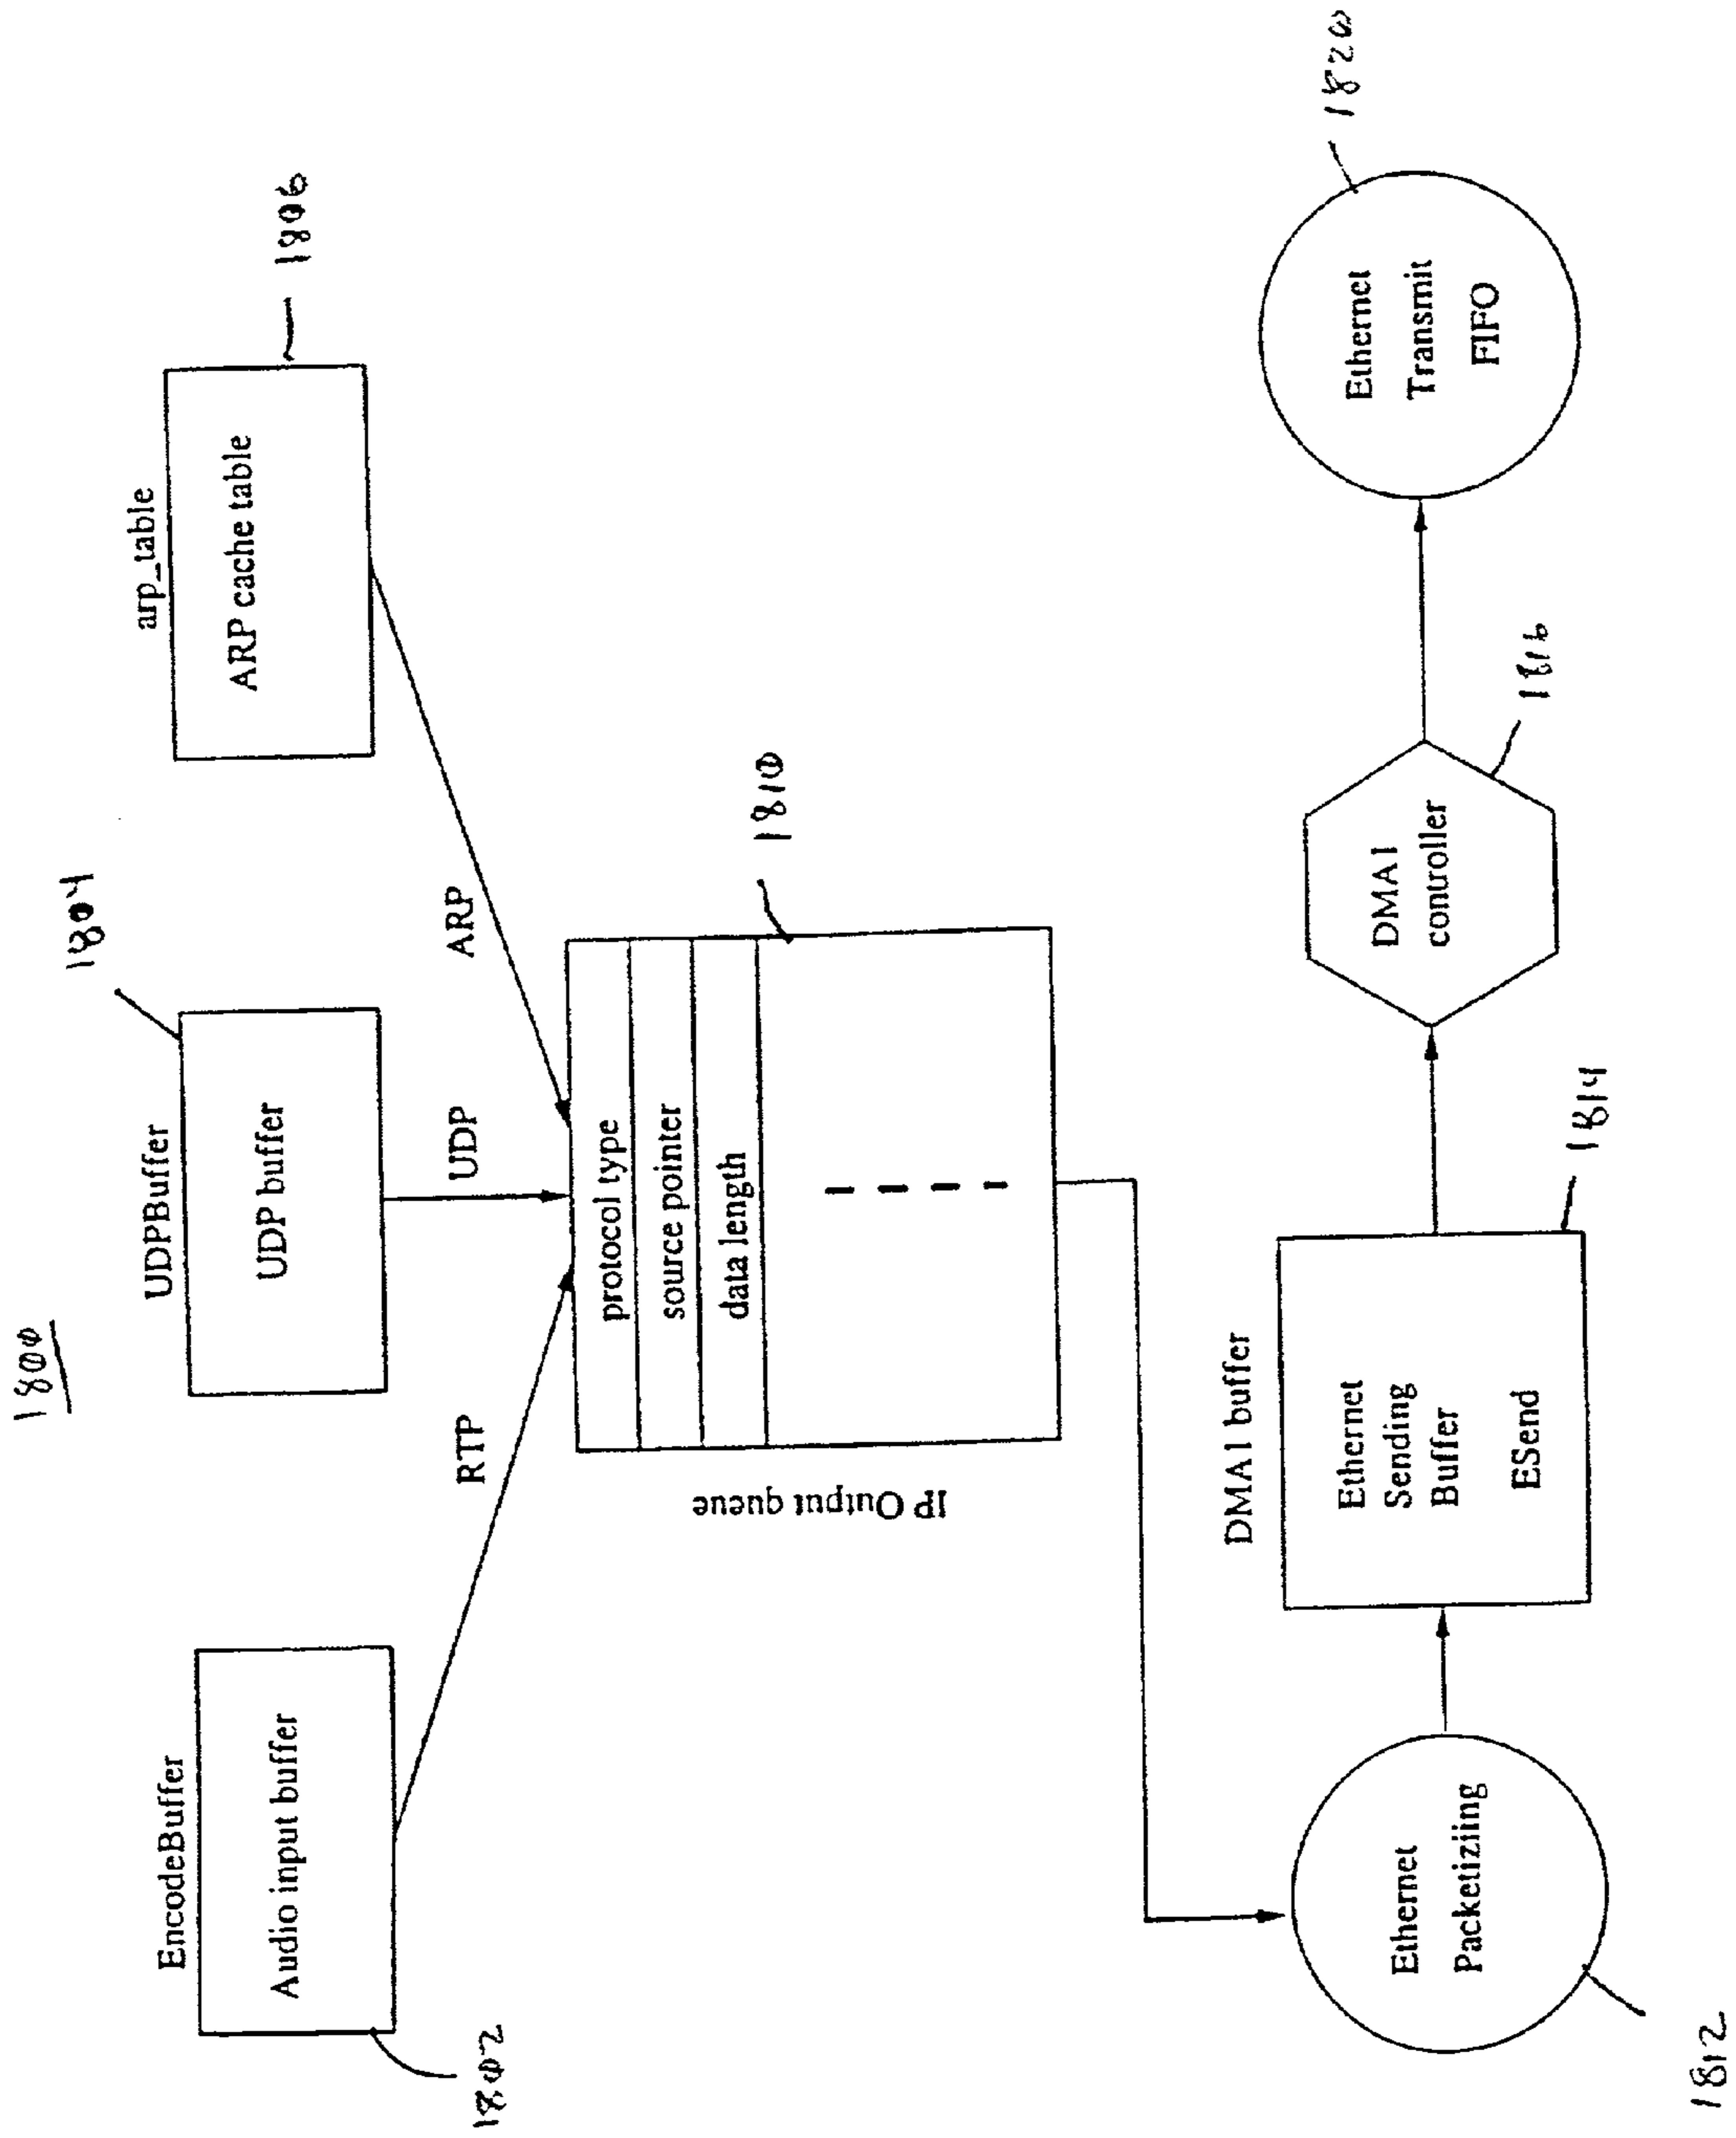 1800
1804
EncodeBuffer
UDPBuffer
arp_table
Audio input buffer
UDP buffer
ARP cache table
1802
1806
RTP
UDP
ARP
protocol type
source pointer
data length
IP Output queue
1810
DMA1 buffer
Ethernet
Packetiziing
Ethernet
Sending
Buffer
ESend
DMA1
controller
Ethernet
Transmit
FIFO
1812
1814
1816
1820